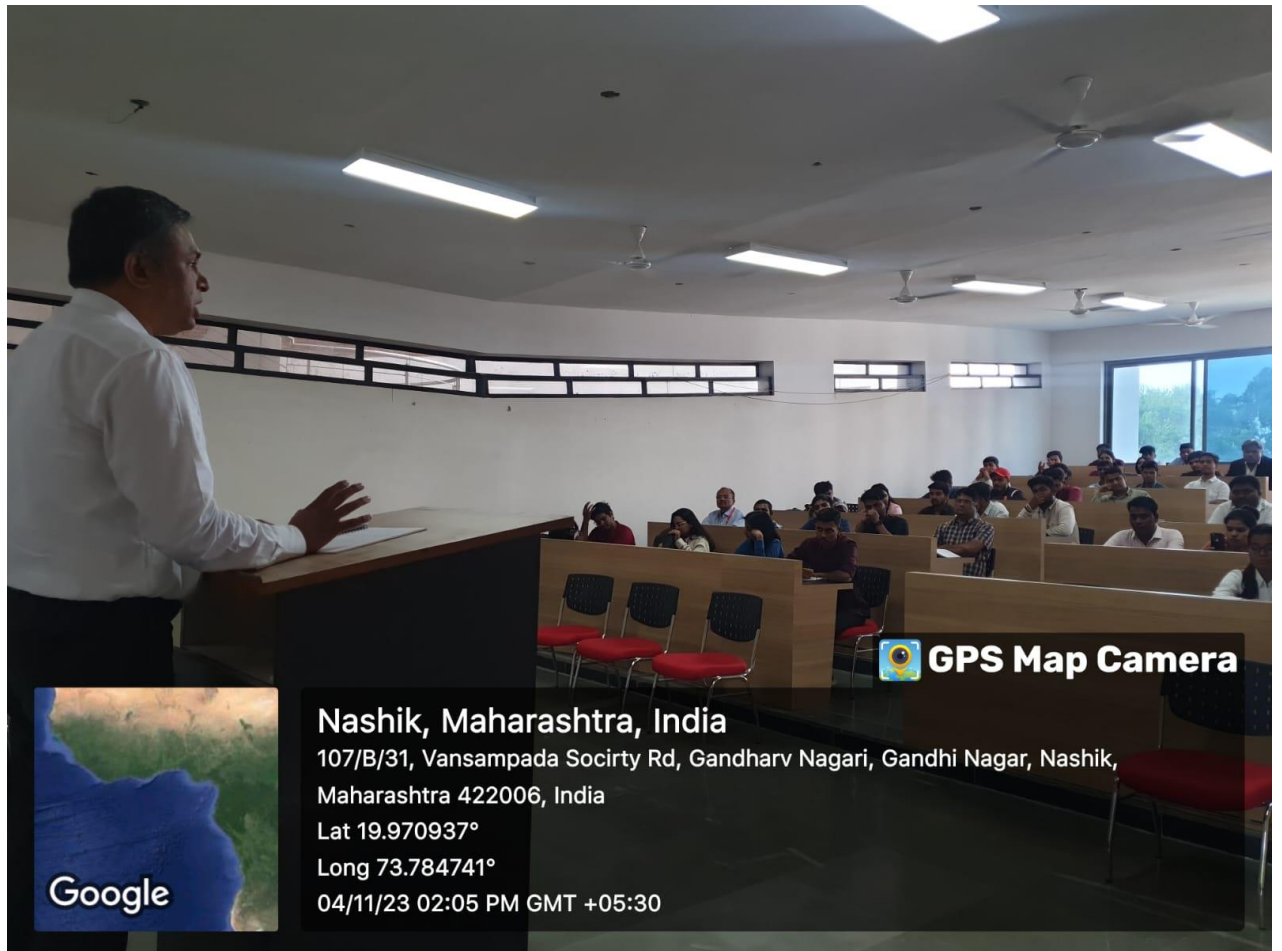 GPS Map Camera
Nashik, Maharashtra, India
107/B/31, Vansampada Socirty Rd, Gandharv Nagari, Gandhi Nagar, Nashik,
Maharashtra 422006, India
Lat 19.970937°
Long 73.784741°
04/11/23 02:05 PM GMT +05:30
Google